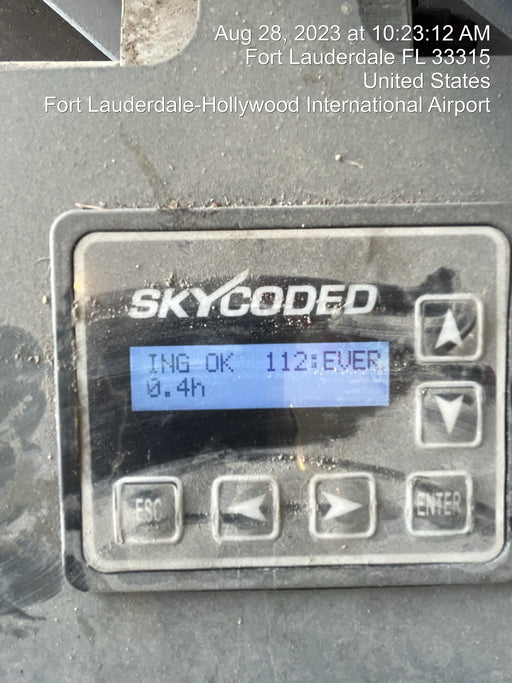 Aug 28, 2023 at 10:23:12 AM
Fort Lauderdale FL 33315
United States
Fort Lauderdale-Hollywood International Airport
SKYCODED
ING OK 112:EVER
0.4h
ESC
ENTER